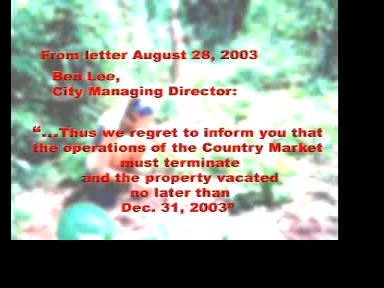 From letter August 28, 2003
Ben Lee,
City Managing Director:
“...Thus we regret to inform you that
the operations of the Country Market
must terminate
and the property vacated
no later than
Dec. 31, 2003”